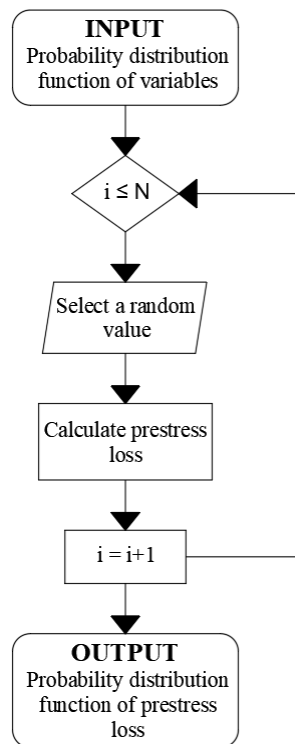 INPUT
Probability distribution
function of variables
i ≤ N
Select a random
value
Calculate prestress
loss
i = i+1
OUTPUT
Probability distribution
function of prestress
loss